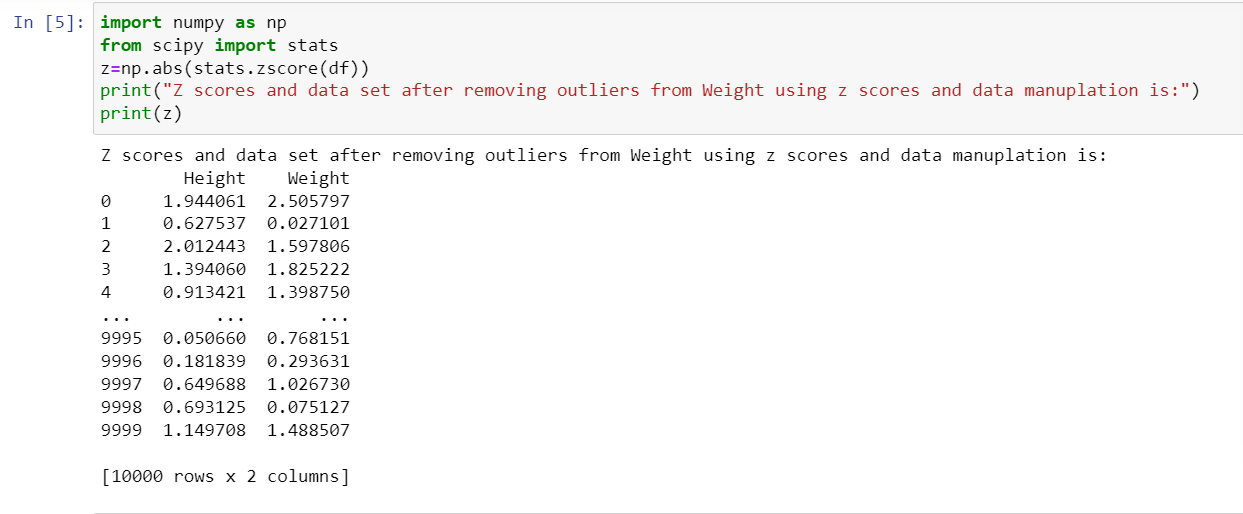 In [5]: import numpy as np
from scipy import stats
z=np.abs(stats.zscore(df))
print("Z scores and data set after removing outliers from Weight using z scores and data manuplation is:")
print(z)
Z scores and data set after removing outliers from Weight using z scores and data manuplation is:
Height Weight
0 1.944061 2.505797
1 0.627537 0.027101
2 2.012443 1.597806
3 1.394060 1.825222
4 0.913421 1.398750
... ... ...
9995 0.050660 0.768151
9996 0.181839 0.293631
9997 0.649688 1.026730
9998 0.693125 0.075127
9999 1.149708 1.488507
[10000 rows x 2 columns]